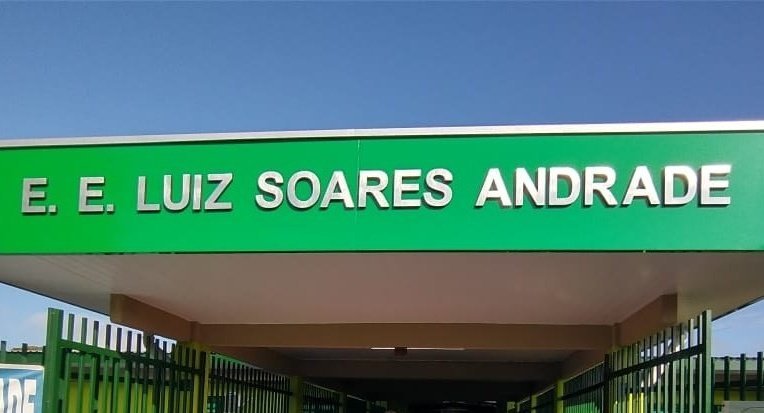 E. E. LUIZ SOARES ANDRADE